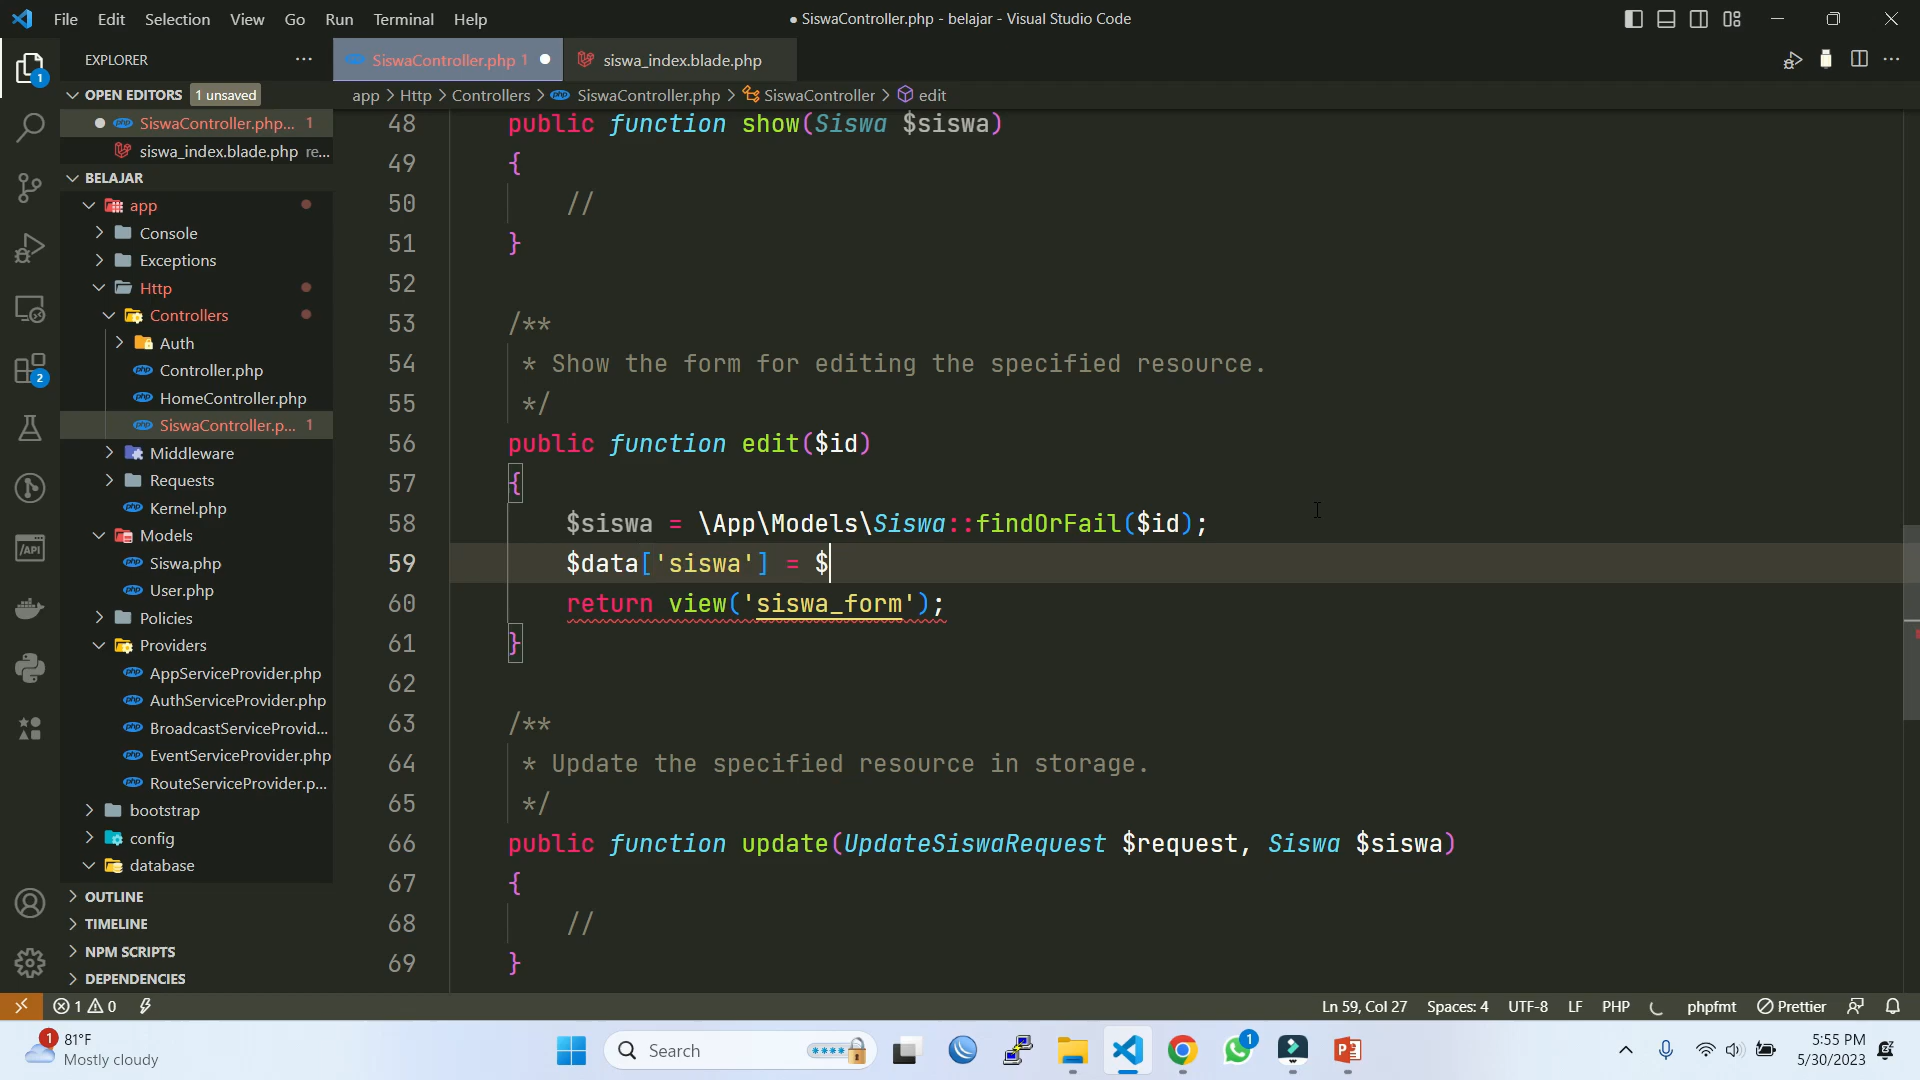 File Edit Selection View Go Run Terminal Help
● SiswaController.php - belajar - Visual Studio Code
EXPLORER ···
SiswaController.php 1
siswa_index.blade.php
OPEN EDITORS 1 unsaved
app > Http > Controllers > SiswaController.php > SiswaController > edit
SiswaController.php... 1
siswa_index.blade.php re...
BELAJAR
app
Console
Exceptions
Http
Controllers
Auth
Controller.php
HomeController.php
SiswaController.p... 1
Middleware
Requests
Kernel.php
Models
Siswa.php
User.php
Policies
Providers
AppServiceProvider.php
AuthServiceProvider.php
BroadcastServiceProvid...
EventServiceProvider.php
RouteServiceProvider.p...
bootstrap
config
database
OUTLINE
TIMELINE
NPM SCRIPTS
DEPENDENCIES
1
2
API
48 public function show(Siswa $siswa)
49 {
50 //
51 }
52
53 /**
54 * Show the form for editing the specified resource.
55 */
56 public function edit($id)
57 {
58 $siswa = \App\Models\Siswa::findOrFail($id);
59 $data['siswa'] = $
60 return view('siswa_form');
61 }
62
63 /**
64 * Update the specified resource in storage.
65 */
66 public function update(UpdateSiswaRequest $request, Siswa $siswa)
67 {
68 //
69 }
1 0
Ln 59, Col 27 Spaces: 4 UTF-8 LF PHP phpfmt Prettier
1
81°F
Mostly cloudy
Search
1
5:55 PM
5/30/2023